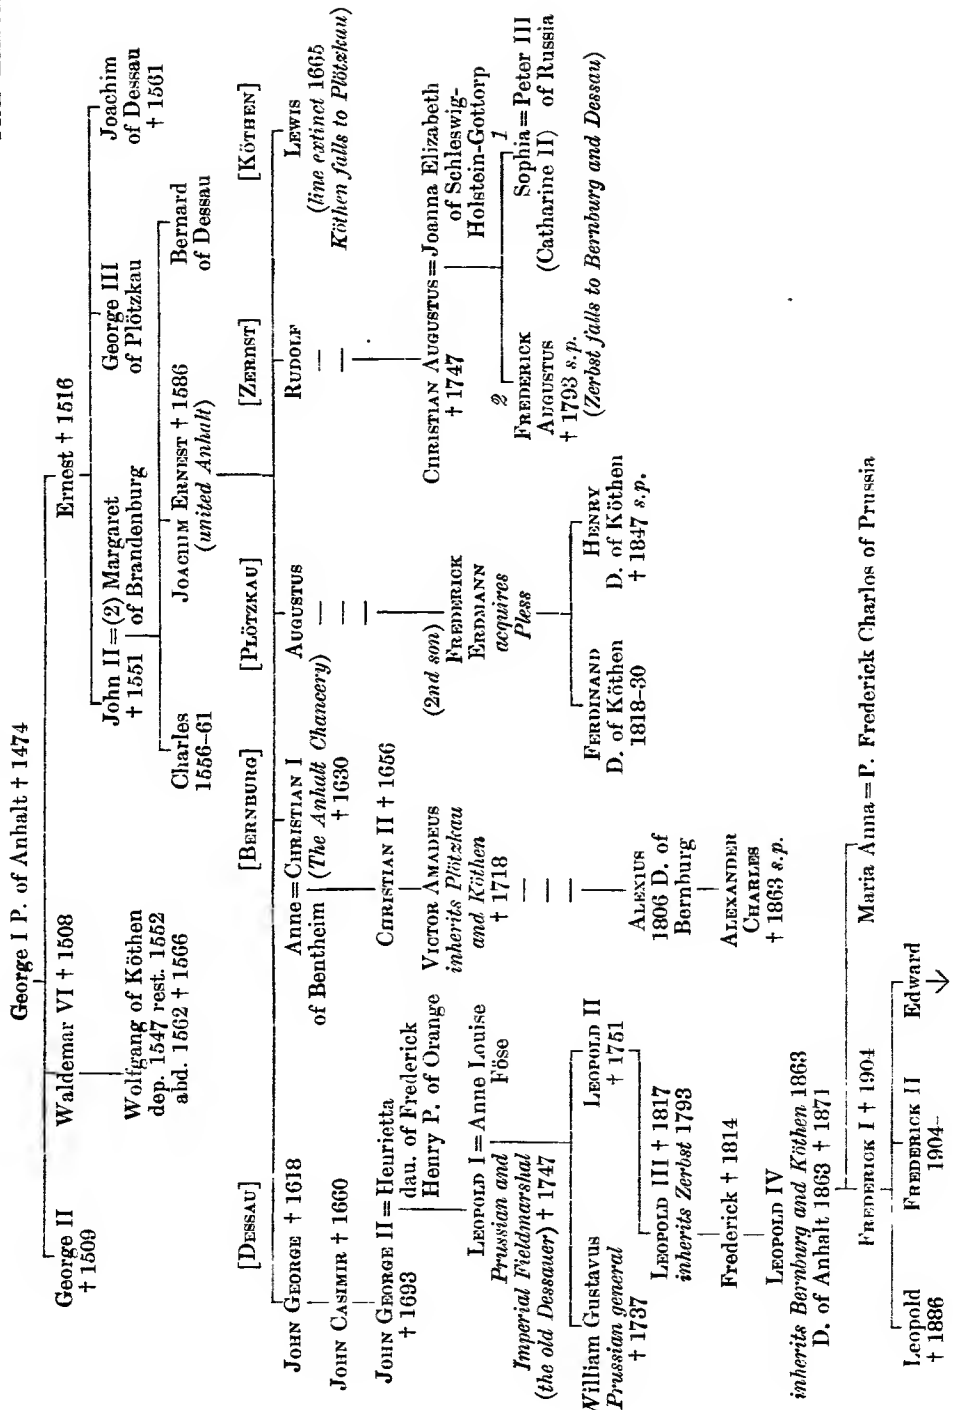 George I P. of Anhalt † 1474
George II
† 1509
Waldemar VI † 1508
Ernest † 1516
Wolfgang of Köthen
dep. 1547 rest. 1552
abd. 1562 † 1566
John II = (2) Margaret
† 1551 of Brandenburg
George III
of Plötzkau
Joachim
of Dessau
† 1561
Charles
1556–61
JOACHIM ERNEST † 1586
(united Anhalt)
Bernard
of Dessau
[DESSAU]
[BERNBURG]
[PLÖTZKAU]
[ZERNST]
[KÖTHEN]
JOHN GEORGE † 1618
JOHN CASIMIR † 1660
JOHN GEORGE II = Henrietta
† 1693 dau. of Frederick
Henry P. of Orange
LEOPOLD I = Anne Louise
Prussian and Föse
Imperial Fieldmarshal
(the old Dessauer) † 1747
William Gustavus
Prussian general
† 1737
LEOPOLD II
† 1751
LEOPOLD III † 1817
inherits Zerbst 1793
Frederick † 1814
LEOPOLD IV
inherits Bernburg and Köthen 1863
D. of Anhalt 1863 † 1871
FREDERICK I † 1904
Maria Anna = P. Frederick Charles of Prussia
Leopold
† 1886
FREDERICK II
1904–
Edward
Anne = CHRISTIAN I
of Bentheim (The Anhalt Chancery)
† 1630
CHRISTIAN II † 1656
VICTOR AMADEUS
inherits Plötzkau
and Köthen
† 1718
ALEXIUS
1806 D. of
Bernburg
ALEXANDER
CHARLES
† 1863 s.p.
AUGUSTUS
(2nd son)
FREDERICK
ERDMANN
acquires
Pless
FERDINAND
D. of Köthen
1818–30
HENRY
D. of Köthen
† 1847 s.p.
RUDOLF
CHRISTIAN AUGUSTUS = Joanna Elizabeth
† 1747 of Schleswig-
Holstein-Gottorp
2 1
FREDERICK
AUGUSTUS
† 1793 s.p.
Sophia = Peter III
(Catharine II) of Russia
(Zerbst falls to Bernburg and Dessau)
LEWIS
(line extinct 1665
Köthen falls to Plötzkau)